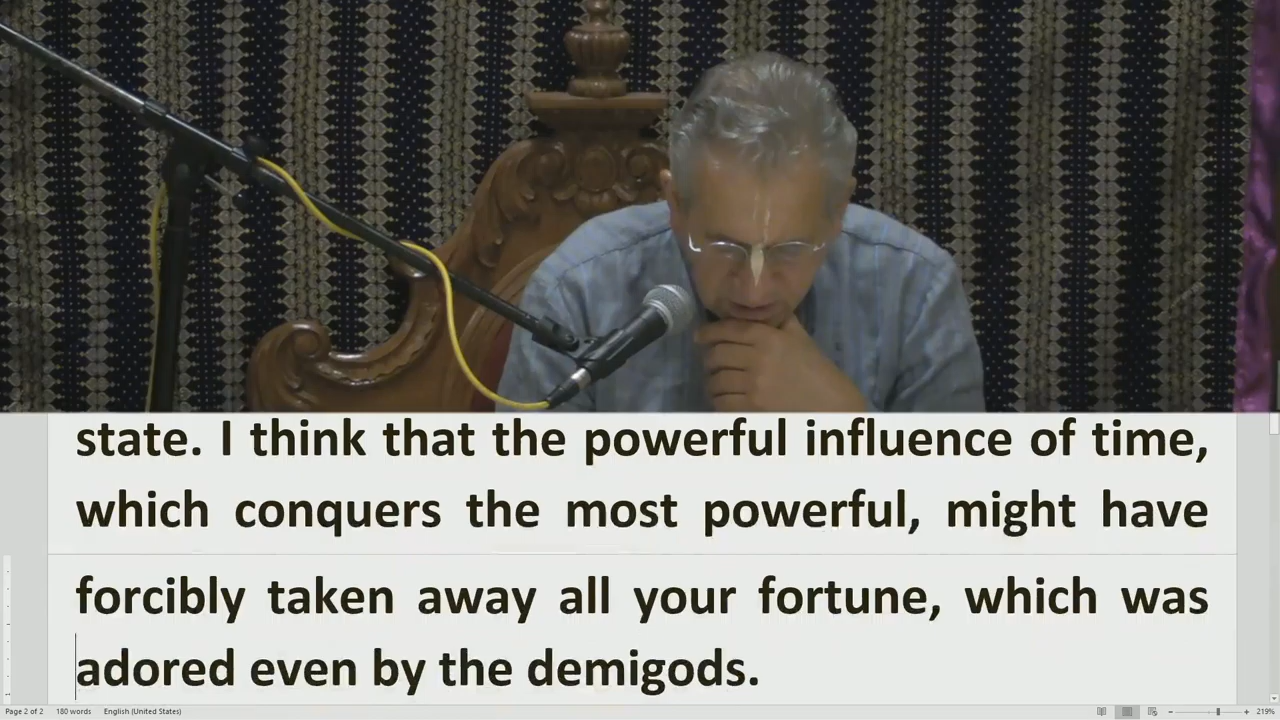 state. I think that the powerful influence of time,
which conquers the most powerful, might have
forcibly taken away all your fortune, which was
adored even by the demigods.
Page 2 of 2 180 words English (United States) 219%